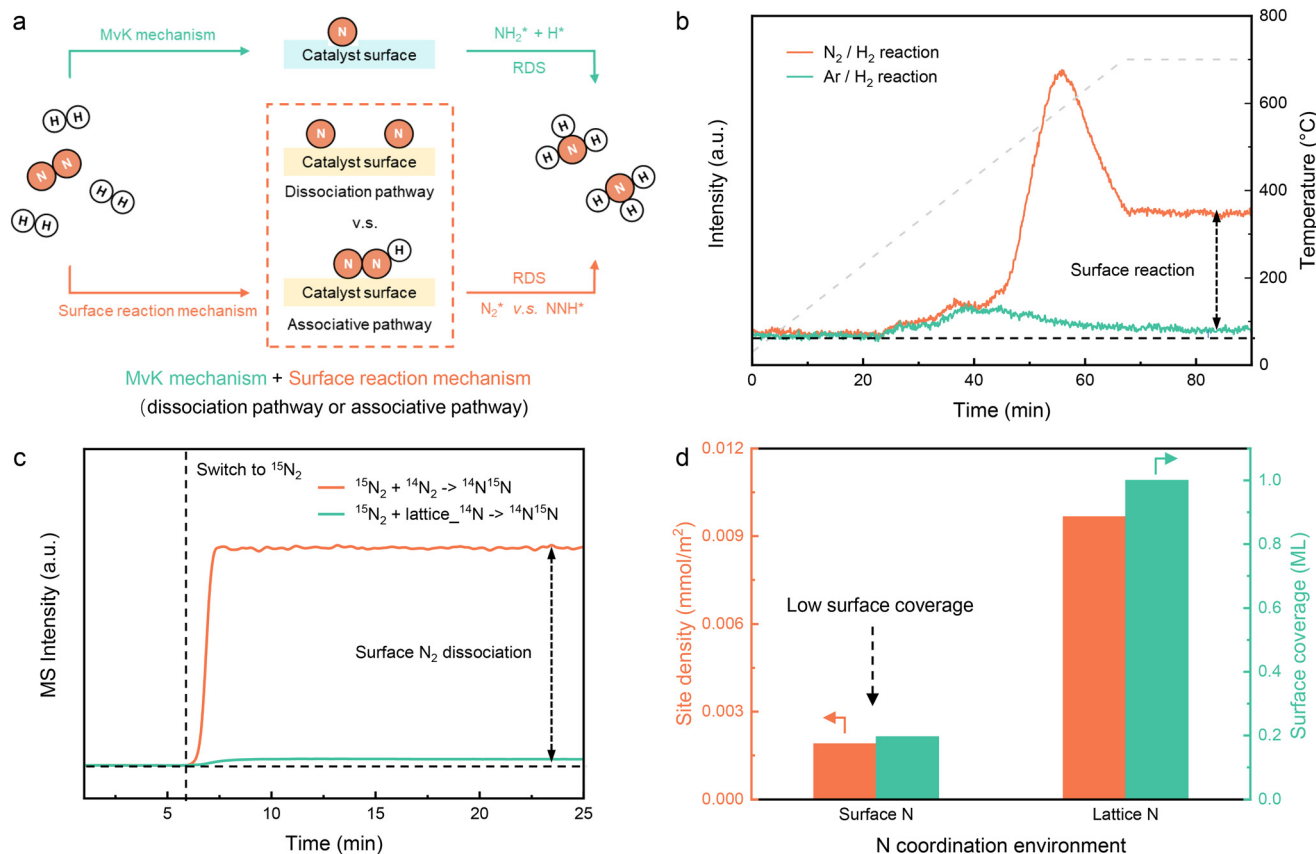 a
MvK mechanism
N
Catalyst surface
NH₂* + H*
RDS
H H
N N
H H
H H
N N
Catalyst surface
Dissociation pathway
v.s.
N N H
Catalyst surface
Associative pathway
H
H N H
H
H N H
Surface reaction mechanism
RDS
N₂* v.s. NNH*
MvK mechanism + Surface reaction mechanism
(dissociation pathway or associative pathway)
b
N₂ / H₂ reaction
Ar / H₂ reaction
Surface reaction
Intensity (a.u.)
Temperature (°C)
800
600
400
200
0
0 20 40 60 80
Time (min)
c
Switch to ¹⁵N₂
¹⁵N₂ + ¹⁴N₂ -> ¹⁴N¹⁵N
¹⁵N₂ + lattice_¹⁴N -> ¹⁴N¹⁵N
Surface N₂ dissociation
MS Intensity (a.u.)
5 10 15 20 25
Time (min)
d
0.012
0.009
0.006
0.003
0.000
Site density (mmol/m²)
Low surface coverage
1.0
0.8
0.6
0.4
0.2
0.0
Surface coverage (ML)
Surface N Lattice N
N coordination environment